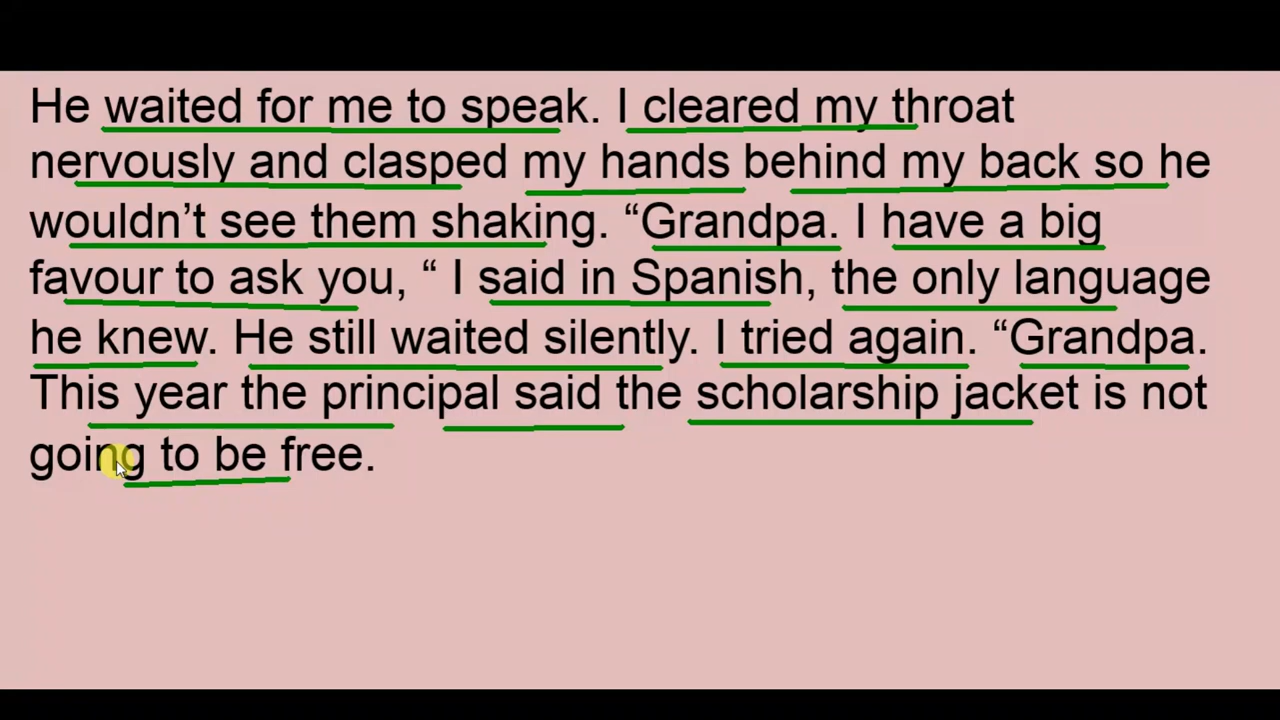 He waited for me to speak. I cleared my throat
nervously and clasped my hands behind my back so he
wouldn’t see them shaking. “Grandpa. I have a big
favour to ask you, “ I said in Spanish, the only language
he knew. He still waited silently. I tried again. “Grandpa.
This year the principal said the scholarship jacket is not
going to be free.